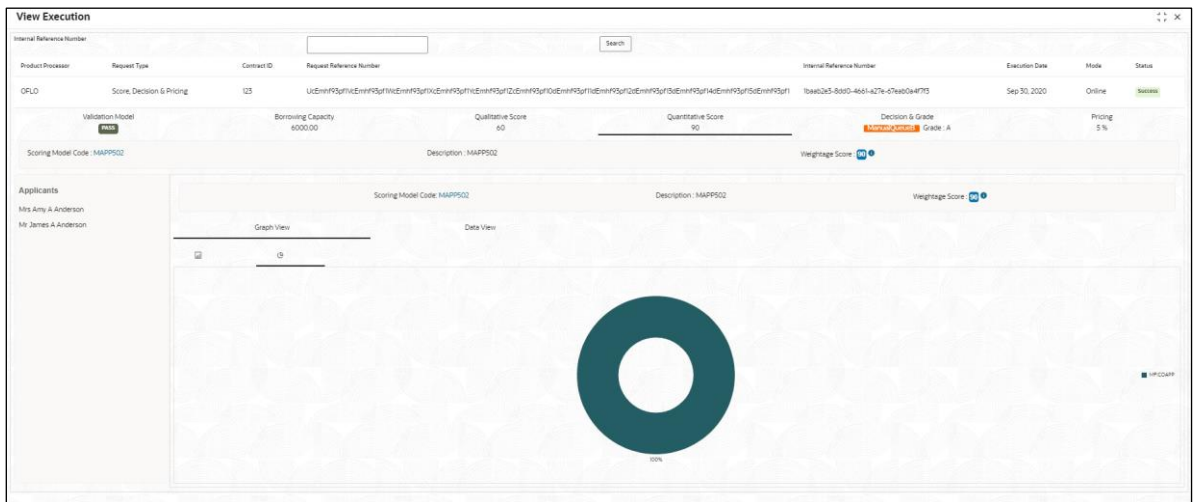 View Execution
Internal Reference Number Search
Product Processor Request Type Contract ID Request Reference Number Internal Reference Number Execution Date Mode Status
OFLO Score, Decision & Pricing 123 Sep 30, 2020 Online Success
Validation Model Borrowing Capacity Qualitative Score Quantitative Score Decision & Grade Pricing
PASS 6000.00 60 90 Grade : A 5 %
Scoring Model Code : MAPP502 Description : MAPP502 Weightage Score : 90
Applicants
Scoring Model Code: MAPP502 Description : MAPP502 Weightage Score : 90
Mrs Amy A Anderson
Mr James A Anderson
Graph View Data View
100%